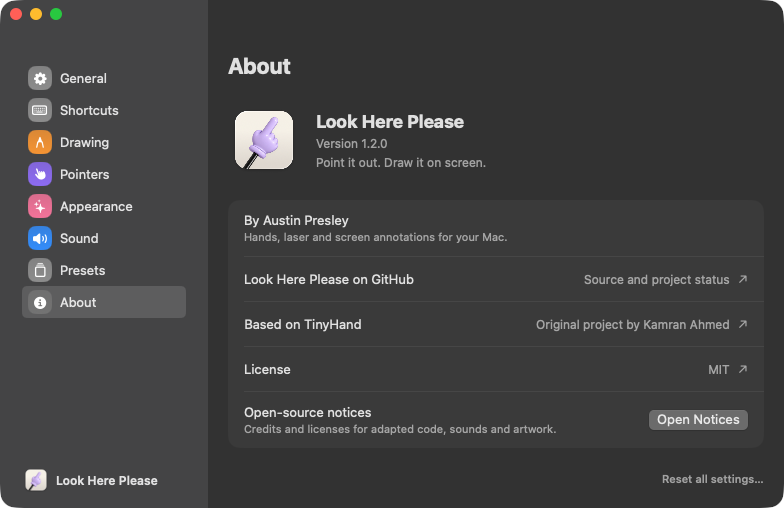 General
Shortcuts
Drawing
Pointers
Appearance
Sound
Presets
About
Look Here Please
About
Look Here Please
Version 1.2.0
Point it out. Draw it on screen.
By Austin Presley
Hands, laser and screen annotations for your Mac.
Look Here Please on GitHub
Source and project status ↗
Based on TinyHand
Original project by Kamran Ahmed ↗
License
MIT ↗
Open-source notices
Credits and licenses for adapted code, sounds and artwork.
Open Notices
Reset all settings...